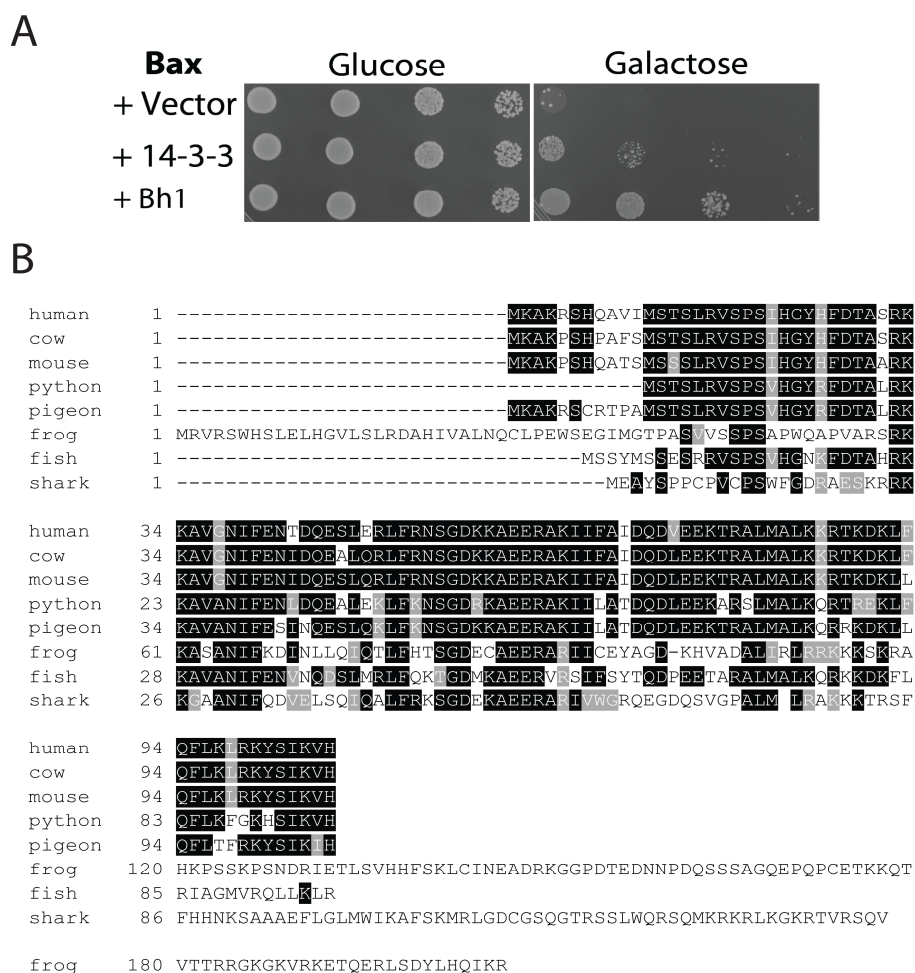 A
Bax Glucose Galactose
+ Vector
+ 14-3-3
+ Bh1
B
human 1 ---------------------------MKAKRSHQAVIMSTSLRVSPSIHGYHFDTASRK
cow 1 ---------------------------MKAKPSHPAFSMSTSLRVSPSIHGYHFDTASRK
mouse 1 ---------------------------MKAKPSHQATSMSSSLRVSPSIHGYHFDTAARK
python 1 --------------------------------------MSTSLRVSPSVHGYRFDTALRK
pigeon 1 ---------------------------MKAKRSCRTPAMSTSLRVSPSVHGYRFDTALRK
frog 1 MRVRSWHSLELHGVLSLRDAHIVALNQCLPEWSEGIMGTPASVVSSPSAPWQAPVARSRK
fish 1 ---------------------------------MSSYMSSESRRVSPSVHGNKFDTAHRK
shark 1 -----------------------------------MEAYSPPCPVCPSWFGDRAESKRRK
human 34 KAVGNIFENTDQESLERLFRNSGDKKAEERAKIIFAIDQDVEEKTRALMALKKRTKDKLF
cow 34 KAVGNIFENIDQEALQRLFRNSGDKKAEERAKIIFAIDQDLEEKTRALMALKKRTKDKLF
mouse 34 KAVGNIFENIDQESLQRLFRNSGDKKAEERAKIIFAIDQDLEEKTRALMALKKRTKDKLL
python 23 KAVANIFENLDQEALEKLFKNSGDRKAEERAKIILATDQDLEEKARSLMALKQRTREKLF
pigeon 34 KAVANIFESINQESLQKLFKNSGDKKAEERAKIILATDQDLEEKTRALMALKQRRKDKLF
frog 61 KASANIFKDINLLQIQTLFHTSGDECAEERARIICEYAGD-KHVADALIRLRRKKKSKRA
fish 28 KAVANIFENVNQDSLMRLFQKTGDMKAEERVRSIFSYTQDPEETARALMALKQRKKDKFL
shark 26 KGAANIFQDVELSQIQALFRKSGDEKAEERARIVWGRQEGDQSVGPALM LRAKKKTRSF
human 94 QFLKLRKYSIKVH
cow 94 QFLKLRKYSIKVH
mouse 94 QFLKLRKYSIKVH
python 83 QFLKFGKHSIKVH
pigeon 94 QFLTFRKYSIKIH
frog 120 HKPSSKPSNDRIETLSVHHFSKLCINEADRKGGPDTEDNNPDQSSSAGQEPQPCETKKQT
fish 85 RIAGMVRQLLKLR
shark 86 FHHNKSAAAEFLGLMWIKAFSKMRLGDCGSQGTRSSLWQRSQMKRKRLKGKRTVRSQV
frog 180 VTTRRGKGKVRKETQERLSDYLHQIKR